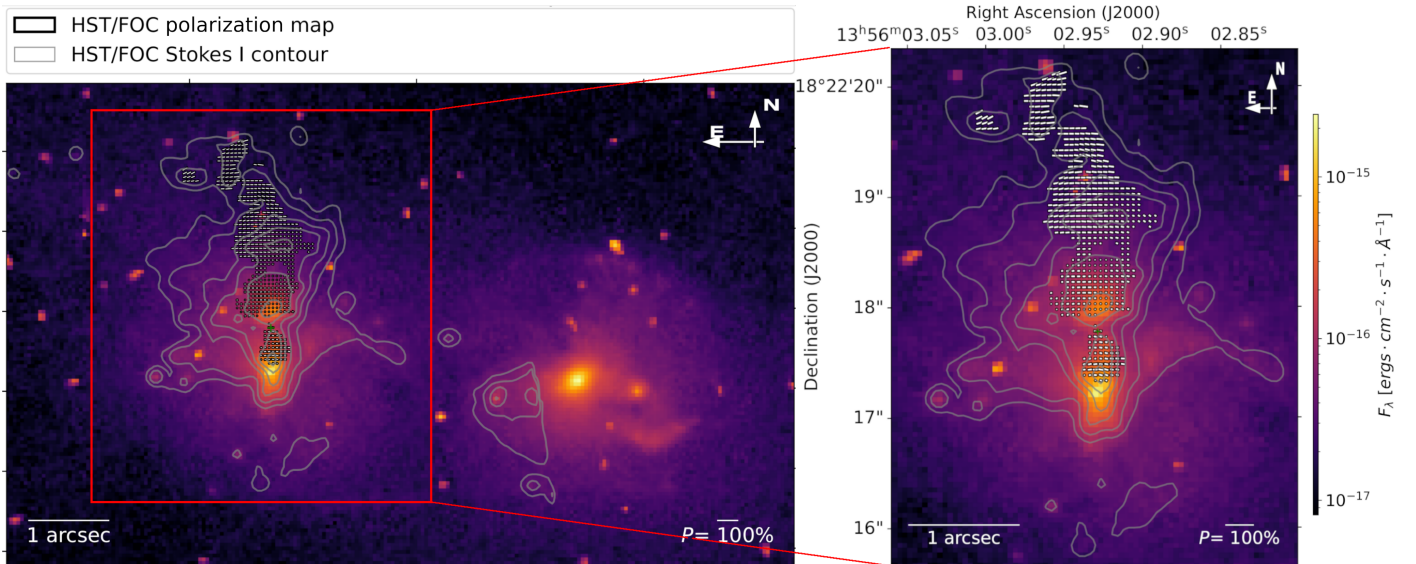 HST/FOC polarization map
HST/FOC Stokes I contour
N
E
1 arcsec
P= 100%
Right Ascension (J2000)
13ʰ56ᵐ03.05ˢ 03.00ˢ 02.95ˢ 02.90ˢ 02.85ˢ
Declination (J2000)
18°22'20"
19"
18"
17"
16"
N
E
1 arcsec
P= 100%
10⁻¹⁵
10⁻¹⁶
10⁻¹⁷
F_λ [ergs · cm⁻² · s⁻¹ · Å⁻¹]